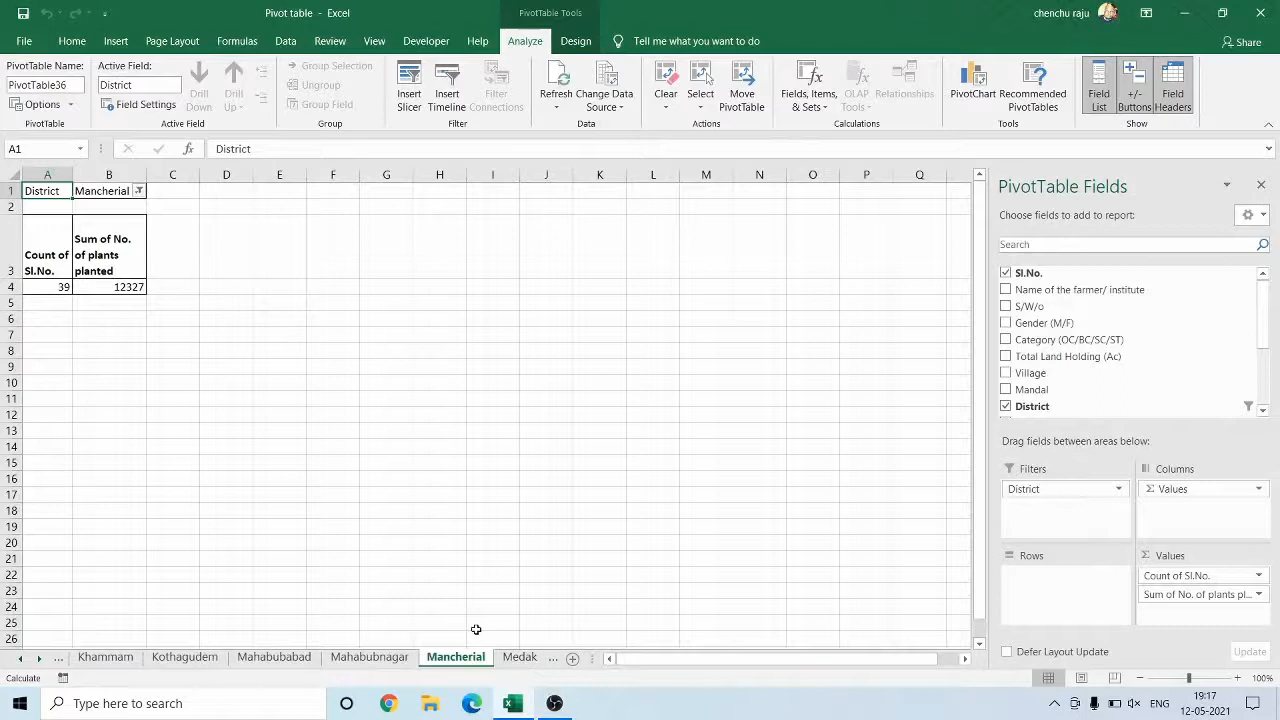 Pivot table - Excel
PivotTable Tools
chenchu raju
File Home Insert Page Layout Formulas Data Review View Developer Help Analyze Design Tell me what you want to do Share
PivotTable Name:
PivotTable36
Options
PivotTable
Active Field:
District
Field Settings
Drill Down
Drill Up
Active Field
Group Selection
Ungroup
Group Field
Group
Insert Slicer
Insert Timeline
Filter Connections
Filter
Refresh
Change Data Source
Data
Clear
Select
Move PivotTable
Actions
Fields, Items, & Sets
OLAP Tools
Relationships
Calculations
PivotChart
Recommended PivotTables
Tools
Field List
+/- Buttons
Field Headers
Show
A1 fx District
A B C D E F G H I J K L M N O P Q
1 District Mancherial
2
3 Count of Sl.No. Sum of No. of plants planted
4 39 12327
5
6
7
8
9
10
11
12
13
14
15
16
17
18
19
20
21
22
23
24
25
26
PivotTable Fields
Choose fields to add to report:
Search
Sl.No.
Name of the farmer/ institute
S/W/o
Gender (M/F)
Category (OC/BC/SC/ST)
Total Land Holding (Ac)
Village
Mandal
District
Drag fields between areas below:
Filters
District
Columns
Σ Values
Rows
Σ Values
Count of Sl.No.
Sum of No. of plants pl...
Defer Layout Update Update
... Khammam Kothagudem Mahabubabad Mahabubnagar Mancherial Medak ...
Calculate 100%
Type here to search
ENG
19:17
12-05-2021